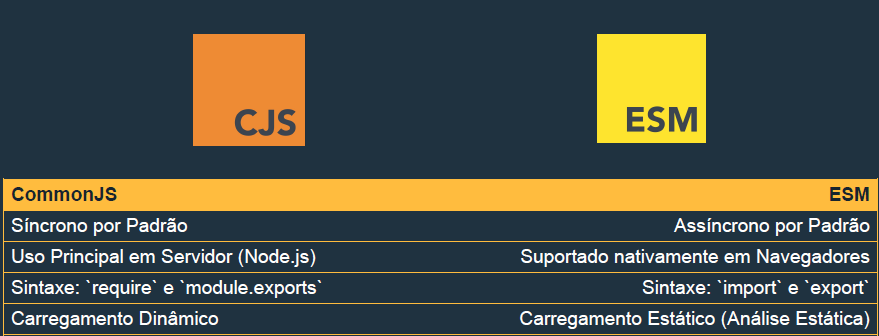 CJS
ESM
CommonJS ESM
Síncrono por Padrão Assíncrono por Padrão
Uso Principal em Servidor (Node.js) Suportado nativamente em Navegadores
Sintaxe: `require` e `module.exports` Sintaxe: `import` e `export`
Carregamento Dinâmico Carregamento Estático (Análise Estática)